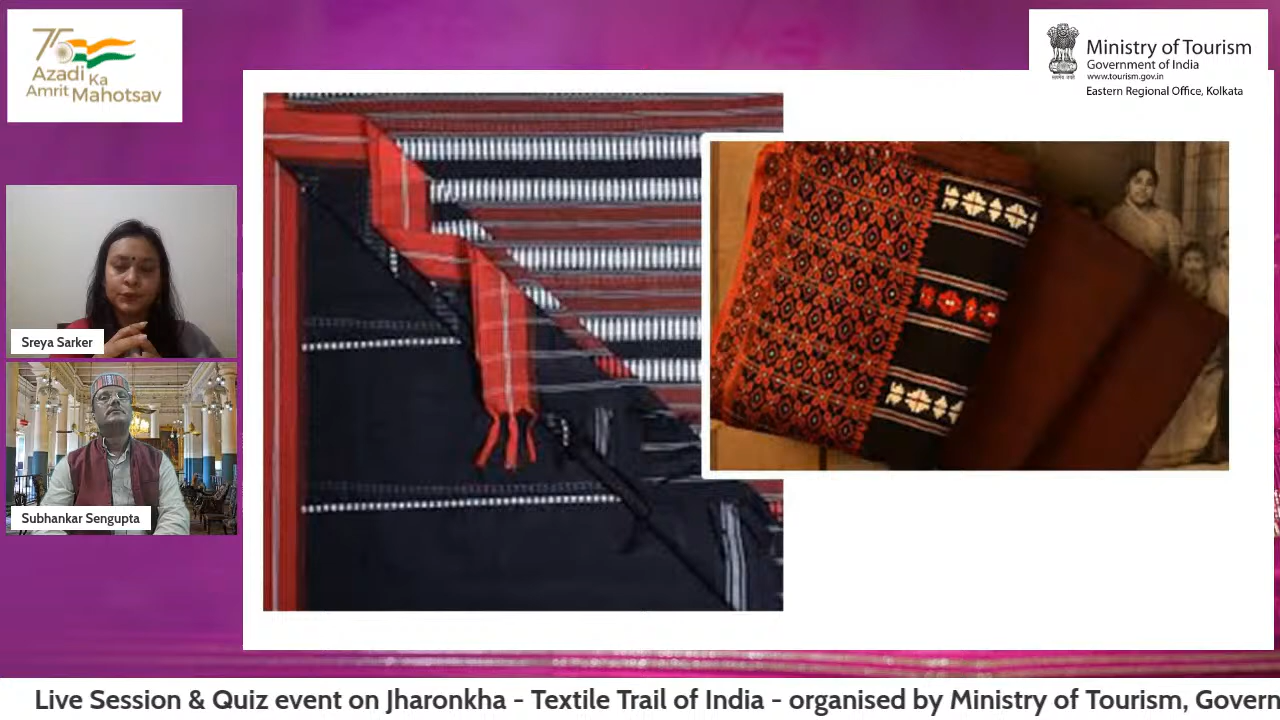 75
Azadi Ka
Amrit Mahotsav
Ministry of Tourism
Government of India
www.tourism.gov.in
Eastern Regional Office, Kolkata
Sreya Sarker
Subhankar Sengupta
Live Session & Quiz event on Jharonkha - Textile Trail of India - organised by Ministry of Tourism, Govern